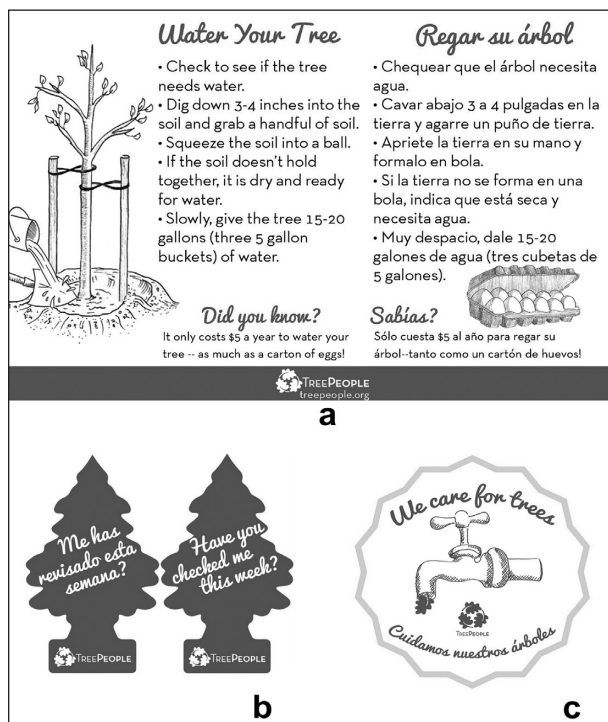 Water Your Tree
• Check to see if the tree
needs water.
• Dig down 3-4 inches into the
soil and grab a handful of soil.
• Squeeze the soil into a ball.
• If the soil doesn't hold
together, it is dry and ready
for water.
• Slowly, give the tree 15-20
gallons (three 5 gallon
buckets) of water.
Did you know?
It only costs $5 a year to water your
tree -- as much as a carton of eggs!
Regar su árbol
• Chequear que el árbol necesita
agua.
• Cavar abajo 3 a 4 pulgadas en la
tierra y agarre un puño de tierra.
• Apriete la tierra en su mano y
formalo en bola.
• Si la tierra no se forma en una
bola, indica que está seca y
necesita agua.
• Muy despacio, dale 15-20
galones de agua (tres cubetas de
5 galones).
Sabías?
Sólo cuesta $5 al año para regar su
árbol--tanto como un cartón de huevos!
TREEPEOPLE
treepeople.org
a
Me has
revisado esta
semana?
TREEPEOPLE
Have you
checked me
this week?
TREEPEOPLE
b
We care for trees
TREEPEOPLE
Cuidamos nuestros árboles
c